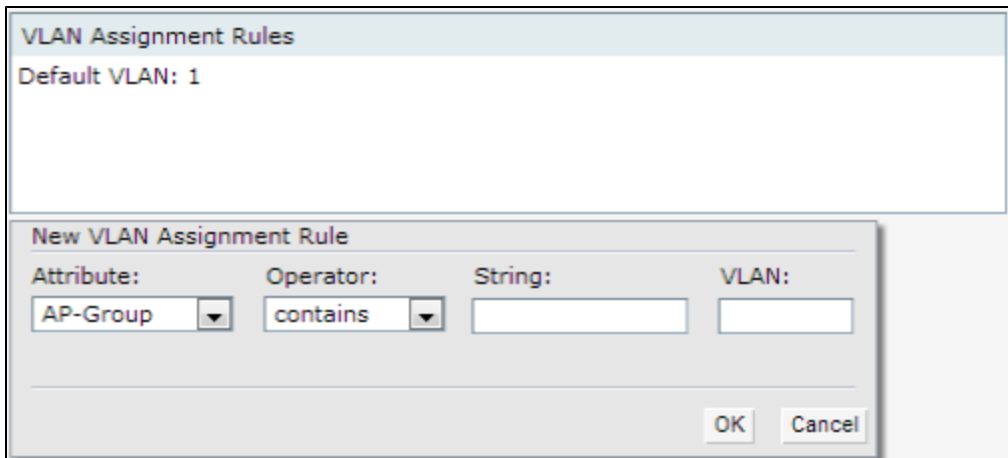 VLAN Assignment Rules
Default VLAN: 1
New VLAN Assignment Rule
Attribute: Operator: String: VLAN:
AP-Group contains
OK Cancel